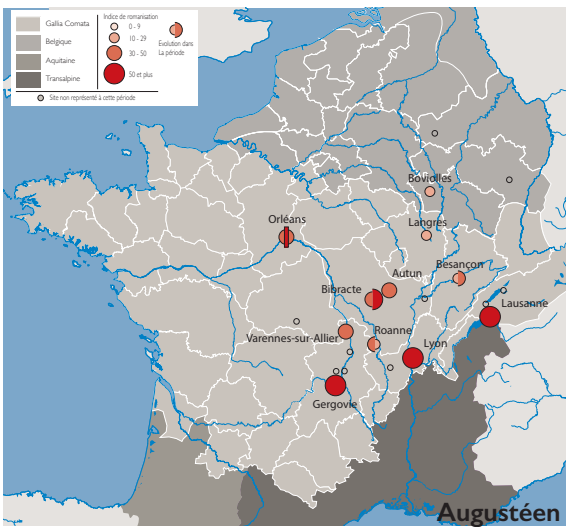 Gallia Comata
Belgique
Aquitaine
Transalpine
Indice de romanisation
0 - 9
10 - 29
30 - 50
50 et plus
Evolution dans
La période
Site non représenté à cette période
Boviolles
Langres
Orléans
Besançon
Autun
Bibracte
Lausanne
Varennes-sur-Allier
Roanne
Lyon
Gergovie
Augustéen